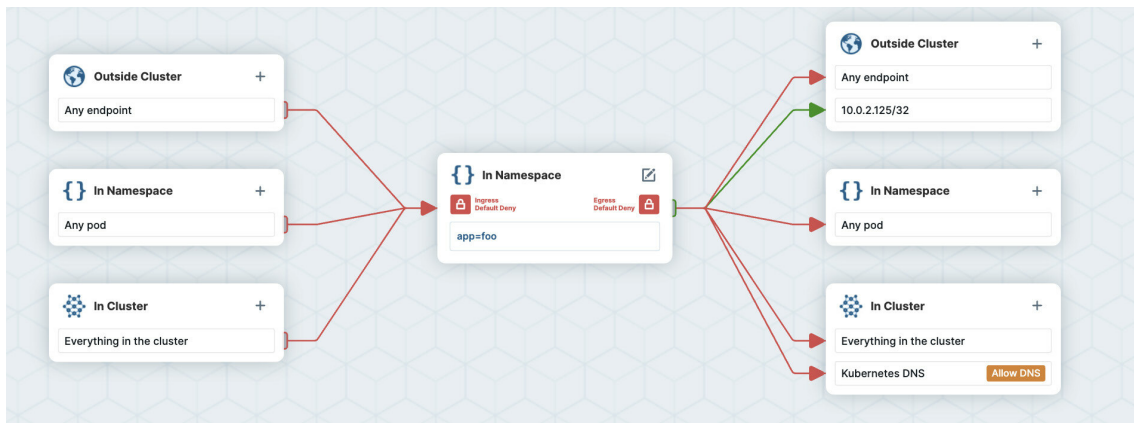 Outside Cluster
Any endpoint
In Namespace
Any pod
In Cluster
Everything in the cluster
In Namespace
Ingress
Default Deny
Egress
Default Deny
app=foo
Outside Cluster
Any endpoint
10.0.2.125/32
In Namespace
Any pod
In Cluster
Everything in the cluster
Kubernetes DNS
Allow DNS